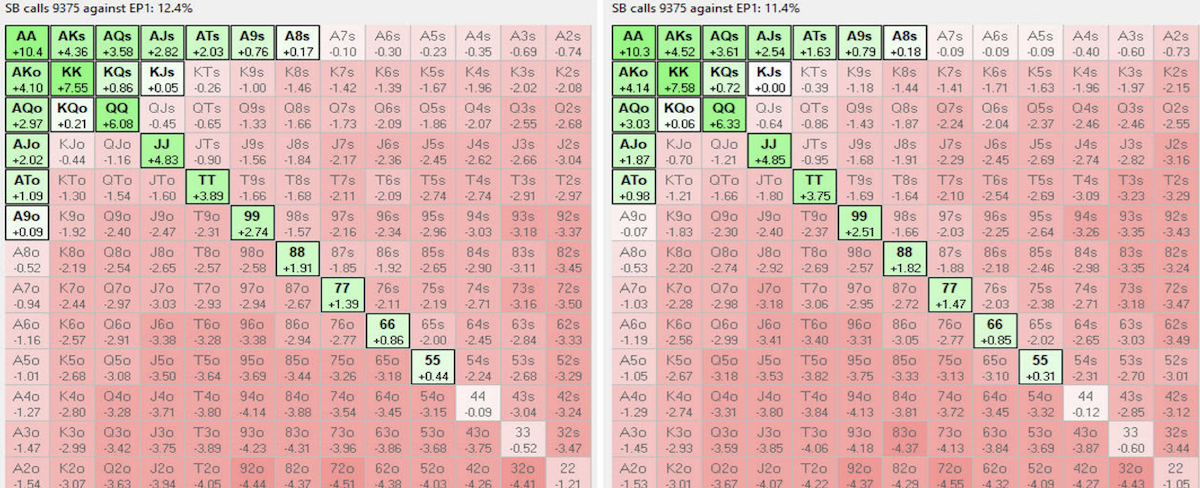 SB calls 9375 against EP1: 12.4%
AA AKs AQs AJs ATs A9s A8s A7s A6s A5s A4s A3s A2s
+10.4 +4.36 +3.58 +2.82 +2.03 +0.76 +0.17 -0.10 -0.30 -0.23 -0.35 -0.69 -0.74
AKo KK KQs KJs KTs K9s K8s K7s K6s K5s K4s K3s K2s
+4.10 +7.55 +0.86 +0.05 -0.26 -1.00 -1.46 -1.42 -1.39 -1.67 -1.96 -2.02 -2.08
AQo KQo QQ QJs QTs Q9s Q8s Q7s Q6s Q5s Q4s Q3s Q2s
+2.97 +0.21 +6.08 -0.45 -0.65 -1.33 -1.66 -1.73 -2.09 -1.86 -2.07 -2.55 -2.68
AJo KJo QJo JJ JTs J9s J8s J7s J6s J5s J4s J3s J2s
+2.02 -0.44 -1.16 +4.83 -0.90 -1.56 -1.84 -2.17 -2.36 -2.45 -2.62 -2.66 -3.04
ATo KTo QTo JTo TT T9s T8s T7s T6s T5s T4s T3s T2s
+1.09 -1.30 -1.54 -1.60 +3.89 -1.66 -1.68 -2.11 -2.09 -2.74 -2.74 -2.91 -2.97
A9o K9o Q9o J9o T9o 99 98s 97s 96s 95s 94s 93s 92s
+0.09 -1.92 -2.40 -2.47 -2.31 +2.74 -1.57 -2.16 -2.34 -2.96 -3.03 -3.18 -3.37
A8o K8o Q8o J8o T8o 98o 88 87s 86s 85s 84s 83s 82s
-0.52 -2.19 -2.54 -2.65 -2.57 -2.58 +1.91 -1.85 -1.92 -2.65 -2.90 -3.11 -3.45
A7o K7o Q7o J7o T7o 97o 87o 77 76s 75s 74s 73s 72s
-0.94 -2.44 -2.97 -3.03 -2.93 -2.94 -2.67 +1.39 -2.11 -2.19 -2.71 -3.16 -3.50
A6o K6o Q6o J6o T6o 96o 86o 76o 66 65s 64s 63s 62s
-1.16 -2.57 -2.91 -3.38 -3.28 -3.38 -2.94 -2.77 +0.86 -2.00 -2.45 -2.84 -3.33
A5o K5o Q5o J5o T5o 95o 85o 75o 65o 55 54s 53s 52s
-1.01 -2.68 -3.08 -3.50 -3.64 -3.69 -3.44 -3.26 -3.18 +0.44 -2.24 -2.68 -3.29
A4o K4o Q4o J4o T4o 94o 84o 74o 64o 54o 44 43s 42s
-1.27 -2.80 -3.28 -3.71 -3.80 -4.14 -3.88 -3.54 -3.45 -3.15 -0.09 -3.04 -3.24
A3o K3o Q3o J3o T3o 93o 83o 73o 63o 53o 43o 33 32s
-1.47 -2.99 -3.42 -3.75 -3.89 -4.23 -4.31 -3.96 -3.86 -3.68 -3.75 -0.52 -3.47
A2o K2o Q2o J2o T2o 92o 82o 72o 62o 52o 42o 32o 22
-1.54 -3.07 -3.63 -3.94 -4.05 -4.44 -4.37 -4.51 -4.38 -4.03 -4.26 -4.41 -1.21
SB calls 9375 against EP1: 11.4%
AA AKs AQs AJs ATs A9s A8s A7s A6s A5s A4s A3s A2s
+10.3 +4.52 +3.61 +2.54 +1.63 +0.79 +0.18 -0.09 -0.09 -0.09 -0.40 -0.60 -0.73
AKo KK KQs KJs KTs K9s K8s K7s K6s K5s K4s K3s K2s
+4.14 +7.58 +0.72 +0.00 -0.39 -1.18 -1.44 -1.41 -1.71 -1.63 -1.96 -1.97 -2.15
AQo KQo QQ QJs QTs Q9s Q8s Q7s Q6s Q5s Q4s Q3s Q2s
+3.03 +0.06 +6.33 -0.64 -0.86 -1.43 -1.87 -2.24 -2.04 -2.37 -2.46 -2.46 -2.55
AJo KJo QJo JJ JTs J9s J8s J7s J6s J5s J4s J3s J2s
+1.87 -0.70 -1.21 +4.85 -0.95 -1.68 -1.91 -2.29 -2.45 -2.69 -2.74 -2.82 -3.16
ATo KTo QTo JTo TT T9s T8s T7s T6s T5s T4s T3s T2s
+0.98 -1.21 -1.66 -1.80 +3.75 -1.69 -1.64 -2.10 -2.54 -2.69 -3.06 -3.23 -3.29
A9o K9o Q9o J9o T9o 99 98s 97s 96s 95s 94s 93s 92s
-0.07 -1.83 -2.30 -2.40 -2.37 +2.51 -1.66 -2.03 -2.25 -2.64 -3.26 -3.35 -3.43
A8o K8o Q8o J8o T8o 98o 88 87s 86s 85s 84s 83s 82s
-0.53 -2.20 -2.74 -2.92 -2.69 -2.57 +1.82 -1.88 -2.18 -2.46 -2.98 -3.35 -3.24
A7o K7o Q7o J7o T7o 97o 87o 77 76s 75s 74s 73s 72s
-1.03 -2.28 -2.98 -3.18 -3.06 -2.95 -2.72 +1.47 -2.03 -2.38 -2.71 -3.18 -3.47
A6o K6o Q6o J6o T6o 96o 86o 76o 66 65s 64s 63s 62s
-1.19 -2.56 -2.99 -3.41 -3.40 -3.31 -3.05 -2.77 +0.85 -2.02 -2.65 -3.03 -3.49
A5o K5o Q5o J5o T5o 95o 85o 75o 65o 55 54s 53s 52s
-1.05 -2.67 -3.18 -3.53 -3.82 -3.75 -3.33 -3.13 -3.10 +0.31 -2.31 -2.70 -3.01
A4o K4o Q4o J4o T4o 94o 84o 74o 64o 54o 44 43s 42s
-1.29 -2.74 -3.31 -3.80 -3.84 -4.13 -3.81 -3.72 -3.45 -3.32 -0.12 -2.85 -3.12
A3o K3o Q3o J3o T3o 93o 83o 73o 63o 53o 43o 33 32s
-1.45 -2.93 -3.59 -3.85 -4.06 -4.18 -4.37 -4.13 -3.84 -3.69 -3.87 -0.60 -3.44
A2o K2o Q2o J2o T2o 92o 82o 72o 62o 52o 42o 32o 22
-1.53 -3.01 -3.67 -4.07 -4.22 -4.37 -4.29 -4.55 -4.32 -4.09 -4.22 -4.43 -1.05